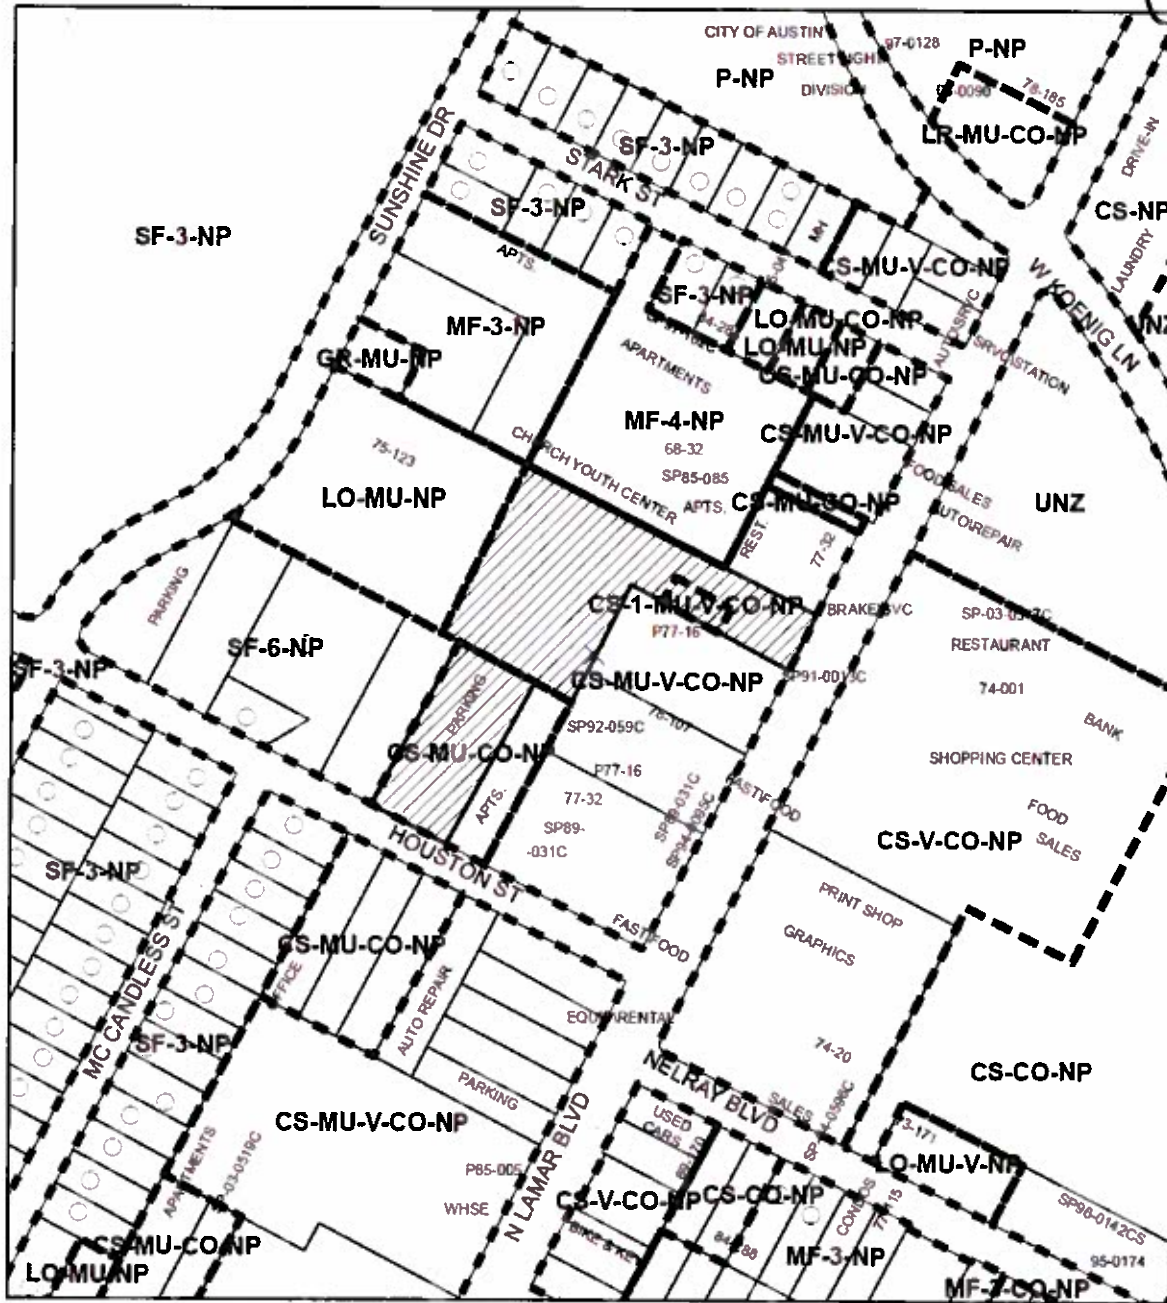 CITY OF AUSTIN
STREET
DIVISION
P-NP
97-0128
P-NP
78-185
LR-MU-CO-NP
DRIVE-IN
CS-NP
LAUNDRY
SUNSHINE DR
STARK ST
SF-3-NP
SF-3-NP
SF-3-NP
MH
CS-MU-V-CO-NP
W KOENIG LN
APTS.
SF-3-NP
LO-MU-CO-NP
AUTO SRVC
SRVC STATION
MF-3-NP
GR-MU-NP
APARTMENTS
LO-MU-NP
CS-MU-CO-NP
MF-4-NP
CS-MU-V-CO-NP
68-32
75-123
CHURCH YOUTH CENTER
SP85-085
FOOD SALES
LO-MU-NP
APTS.
CS-MU-CO-NP
UNZ
AUTO REPAIR
REST.
77-32
PARKING
CS-1-MU-V-CO-NP
BRAKE SVC
P77-16
RESTAURANT
SF-6-NP
SF-3-NP
CS-MU-V-CO-NP
SP91-0013C
74-001
PARKING
78-107
BANK
SP92-059C
CS-MU-CO-NP
SHOPPING CENTER
P77-16
FAST FOOD
77-32
APTS.
SP89-031C
SP94-0095C
FOOD
SALES
SP89-
-031C
CS-V-CO-NP
HOUSTON ST
SF-3-NP
PRINT SHOP
FAST FOOD
GRAPHICS
CS-MU-CO-NP
OFFICE
AUTO REPAIR
MC CANDLESS ST
EQUIP RENTAL
SF-3-NP
74-20
NELRAY BLVD
CS-CO-NP
PARKING
SALES
USED
CARS
CS-MU-V-CO-NP
N LAMAR BLVD
APARTMENTS
P85-005
LO-MU-V-NP
WHSE
CS-V-CO-NP
CS-CO-NP
CONDOS
SP98-0142CS
CS-MU-CO-NP
MF-3-NP
95-0174
LO-MU-NP